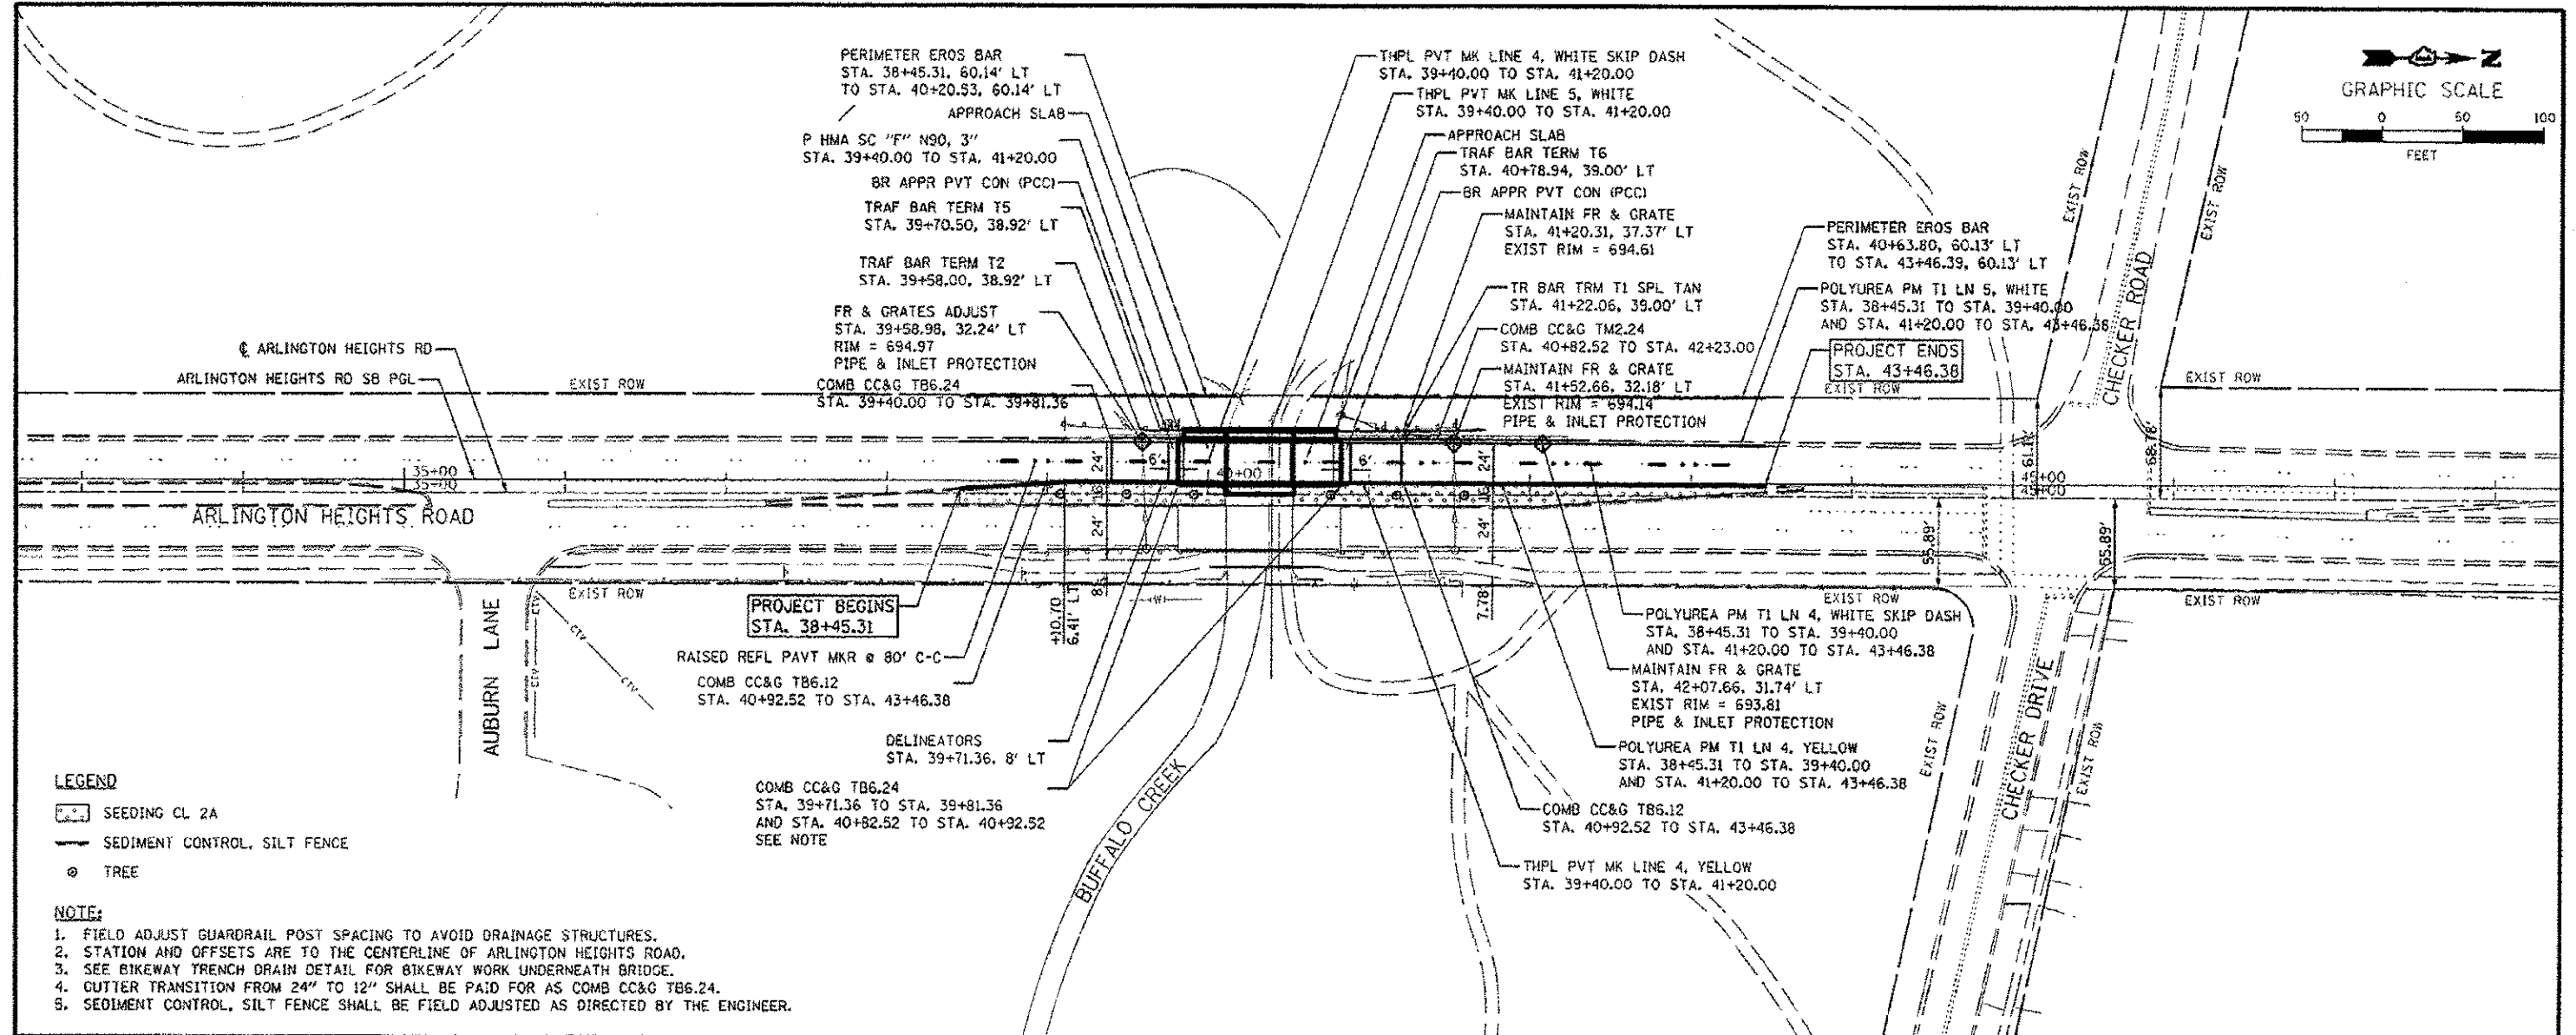 PERIMETER EROS BAR
STA. 38+45.31, 60.14' LT
TO STA. 40+20.53, 60.14' LT
APPROACH SLAB
P HMA SC "F" N90, 3"
STA. 39+40.00 TO STA. 41+20.00
BR APPR PVT CON (PCC)
TRAF BAR TERM T5
STA. 39+70.50, 38.92' LT
TRAF BAR TERM T2
STA. 39+58.00, 38.92' LT
FR & GRATES ADJUST
STA. 39+58.98, 32.24' LT
RIM = 694.97
PIPE & INLET PROTECTION
COMB CC&G TB6.24
STA. 39+40.00 TO STA. 39+81.36
THPL PVT MK LINE 4, WHITE SKIP DASH
STA. 39+40.00 TO STA. 41+20.00
THPL PVT MK LINE 5, WHITE
STA. 39+40.00 TO STA. 41+20.00
APPROACH SLAB
TRAF BAR TERM T6
STA. 40+78.94, 39.00' LT
BR APPR PVT CON (PCC)
MAINTAIN FR & GRATE
STA. 41+20.31, 37.37' LT
EXIST RIM = 694.61
TR BAR TRM T1 SPL TAN
STA. 41+22.06, 39.00' LT
COMB CC&G TM2.24
STA. 40+82.52 TO STA. 42+23.00
MAINTAIN FR & GRATE
STA. 41+52.66, 32.18' LT
EXIST RIM = 694.14
PIPE & INLET PROTECTION
PERIMETER EROS BAR
STA. 40+63.80, 60.13' LT
TO STA. 43+46.39, 60.13' LT
POLYUREA PM T1 LN 5, WHITE
STA. 38+45.31 TO STA. 39+40.00
AND STA. 41+20.00 TO STA. 43+46.38
PROJECT ENDS
STA. 43+46.38
N
GRAPHIC SCALE
50 0 50 100
FEET
EXIST ROW
EXIST ROW
CHECKER ROAD
℄ ARLINGTON HEIGHTS RD
ARLINGTON HEIGHTS RD SB PGL
EXIST ROW
EXIST ROW
EXIST ROW
35+00
35+00
40+00
45+00
45+00
24'
6'
6'
24'
61.18'
68.78'
ARLINGTON HEIGHTS ROAD
24'
24'
8'
7.78'
55.89'
65.89'
+10.70
6.41' LT
W
EXIST ROW
EXIST ROW
EXIST ROW
AUBURN LANE
CTV
CTV
CTV
CTV
PROJECT BEGINS
STA. 38+45.31
RAISED REFL PAVT MKR @ 80' C-C
COMB CC&G TB6.12
STA. 40+92.52 TO STA. 43+46.38
DELINEATORS
STA. 39+71.36, 8' LT
COMB CC&G TB6.24
STA. 39+71.36 TO STA. 39+81.36
AND STA. 40+82.52 TO STA. 40+92.52
SEE NOTE
BUFFALO CREEK
POLYUREA PM T1 LN 4, WHITE SKIP DASH
STA. 38+45.31 TO STA. 39+40.00
AND STA. 41+20.00 TO STA. 43+46.38
MAINTAIN FR & GRATE
STA. 42+07.66, 31.74' LT
EXIST RIM = 693.81
PIPE & INLET PROTECTION
POLYUREA PM T1 LN 4, YELLOW
STA. 38+45.31 TO STA. 39+40.00
AND STA. 41+20.00 TO STA. 43+46.38
COMB CC&G TB6.12
STA. 40+92.52 TO STA. 43+46.38
THPL PVT MK LINE 4, YELLOW
STA. 39+40.00 TO STA. 41+20.00
EXIST ROW
CHECKER DRIVE
EXIST ROW
LEGEND
SEEDING CL 2A
SEDIMENT CONTROL, SILT FENCE
TREE
NOTE:
1. FIELD ADJUST GUARDRAIL POST SPACING TO AVOID DRAINAGE STRUCTURES.
2. STATION AND OFFSETS ARE TO THE CENTERLINE OF ARLINGTON HEIGHTS ROAD.
3. SEE BIKEWAY TRENCH DRAIN DETAIL FOR BIKEWAY WORK UNDERNEATH BRIDGE.
4. GUTTER TRANSITION FROM 24" TO 12" SHALL BE PAID FOR AS COMB CC&G TB6.24.
5. SEDIMENT CONTROL, SILT FENCE SHALL BE FIELD ADJUSTED AS DIRECTED BY THE ENGINEER.